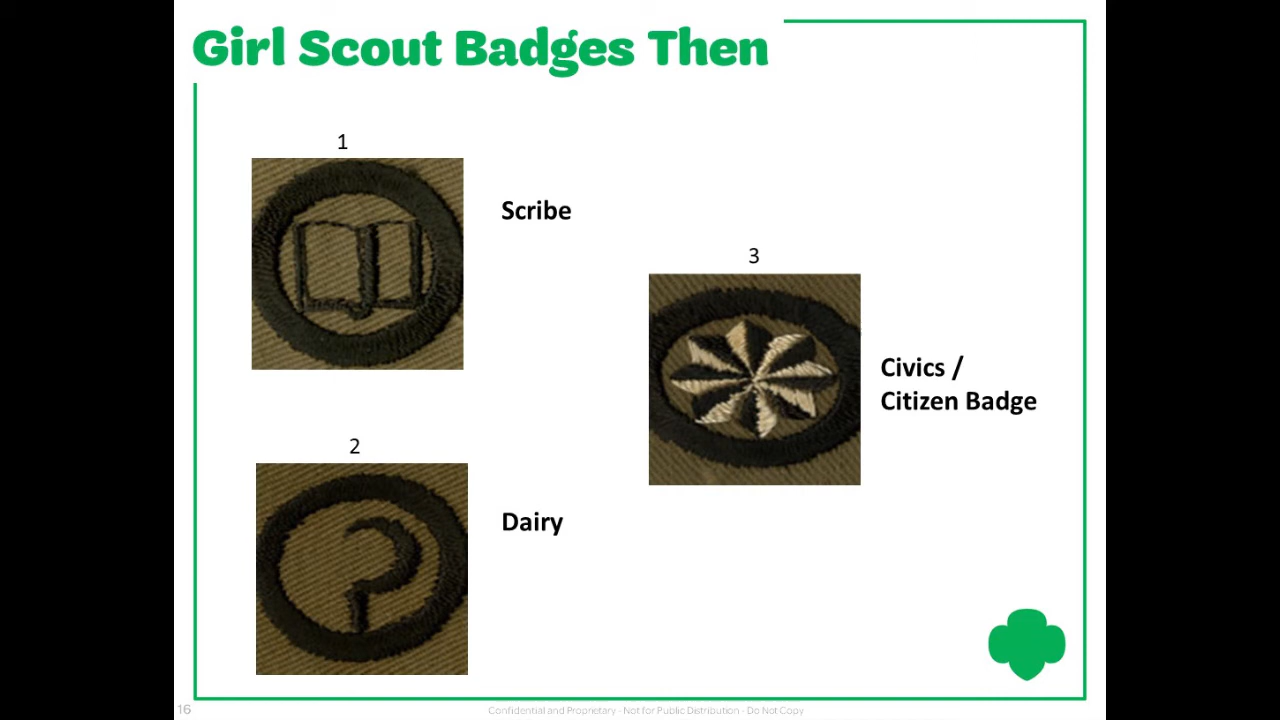 Girl Scout Badges Then
1
Scribe
3
Civics /
Citizen Badge
2
Dairy
16
Confidential and Proprietary - Not for Public Distribution - Do Not Copy